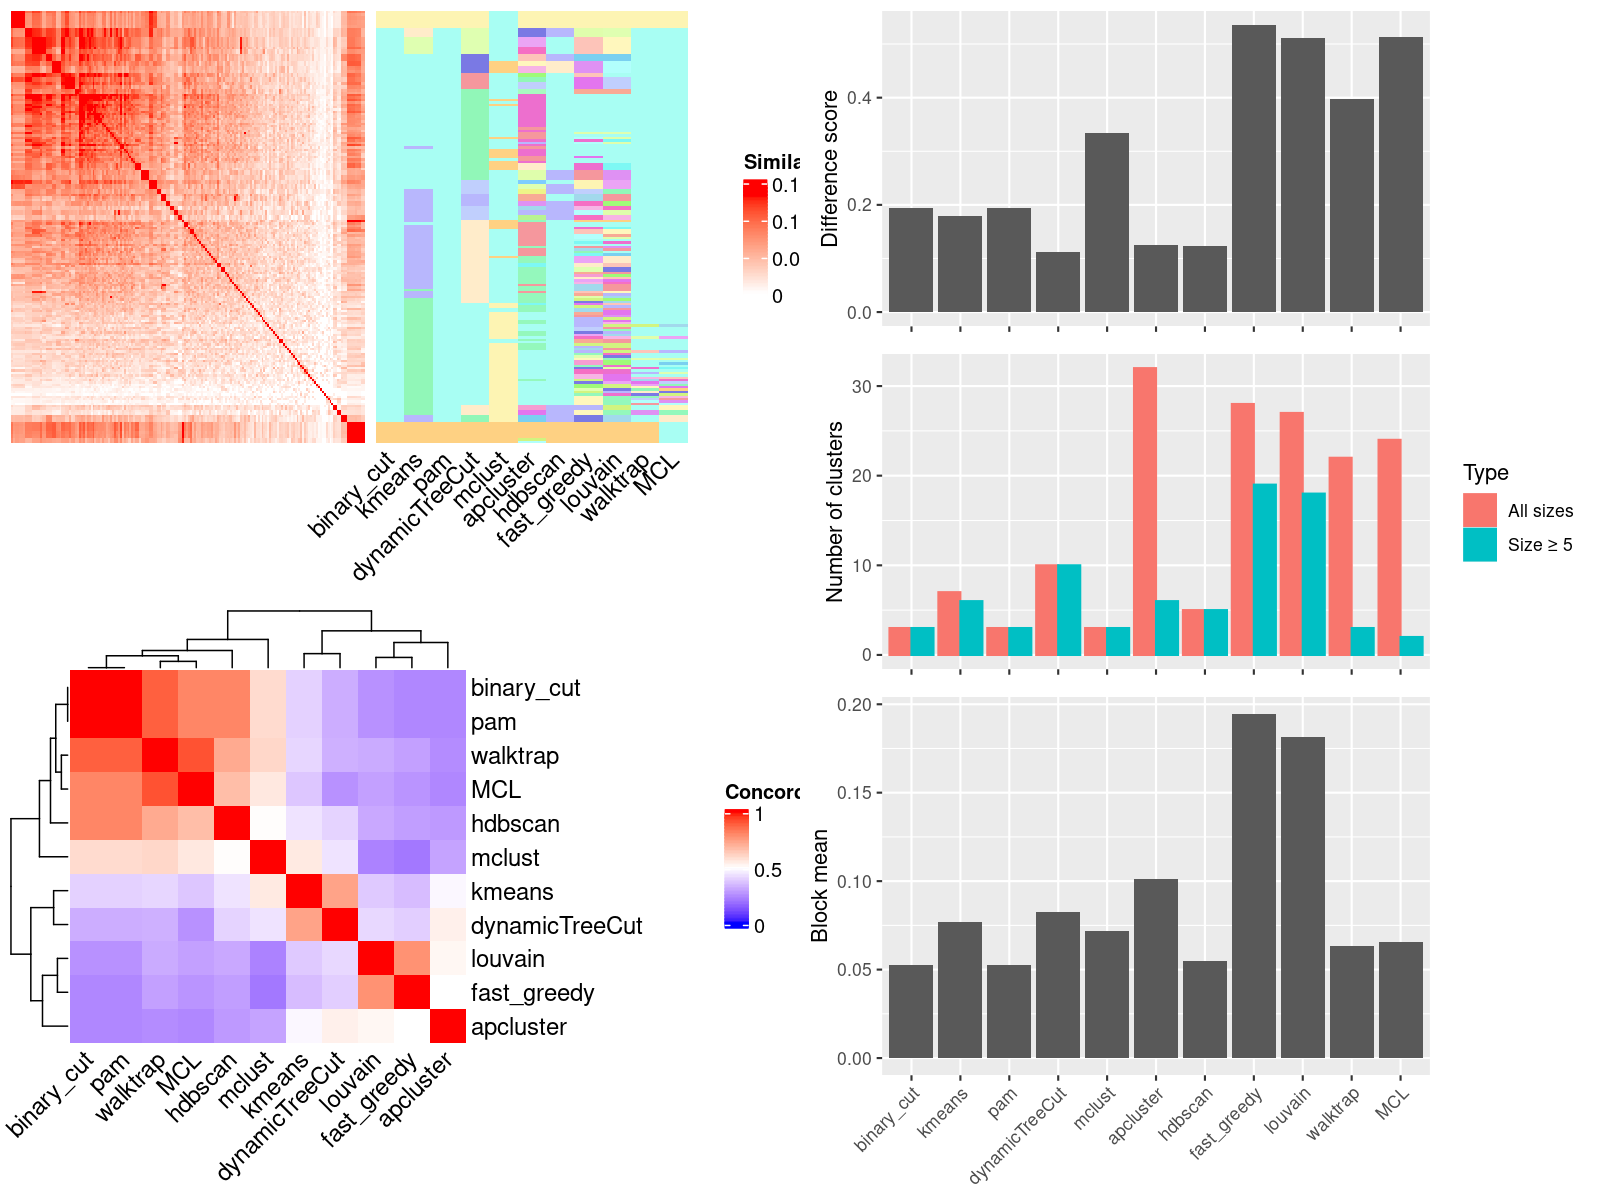 Simila
0.1
0.1
0.0
0
binary_cut
kmeans
pam
dynamicTreeCut
mclust
apcluster
hdbscan
fast_greedy
louvain
walktrap
MCL
binary_cut
pam
walktrap
MCL
hdbscan
mclust
kmeans
dynamicTreeCut
louvain
fast_greedy
apcluster
Concord
1
0.5
0
binary_cut
pam
walktrap
MCL
hdbscan
mclust
kmeans
dynamicTreeCut
louvain
fast_greedy
apcluster
Difference score
0.4
0.2
0.0
Number of clusters
30
20
10
0
Type
All sizes
Size ≥ 5
Block mean
0.20
0.15
0.10
0.05
0.00
binary_cut
kmeans
pam
dynamicTreeCut
mclust
apcluster
hdbscan
fast_greedy
louvain
walktrap
MCL